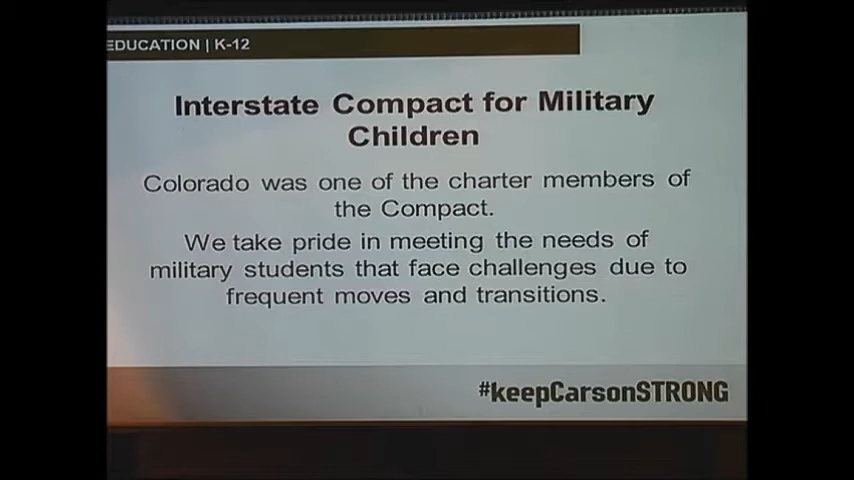 EDUCATION | K-12
Interstate Compact for Military
Children
Colorado was one of the charter members of
the Compact.
We take pride in meeting the needs of
military students that face challenges due to
frequent moves and transitions.
#keepCarsonSTRONG